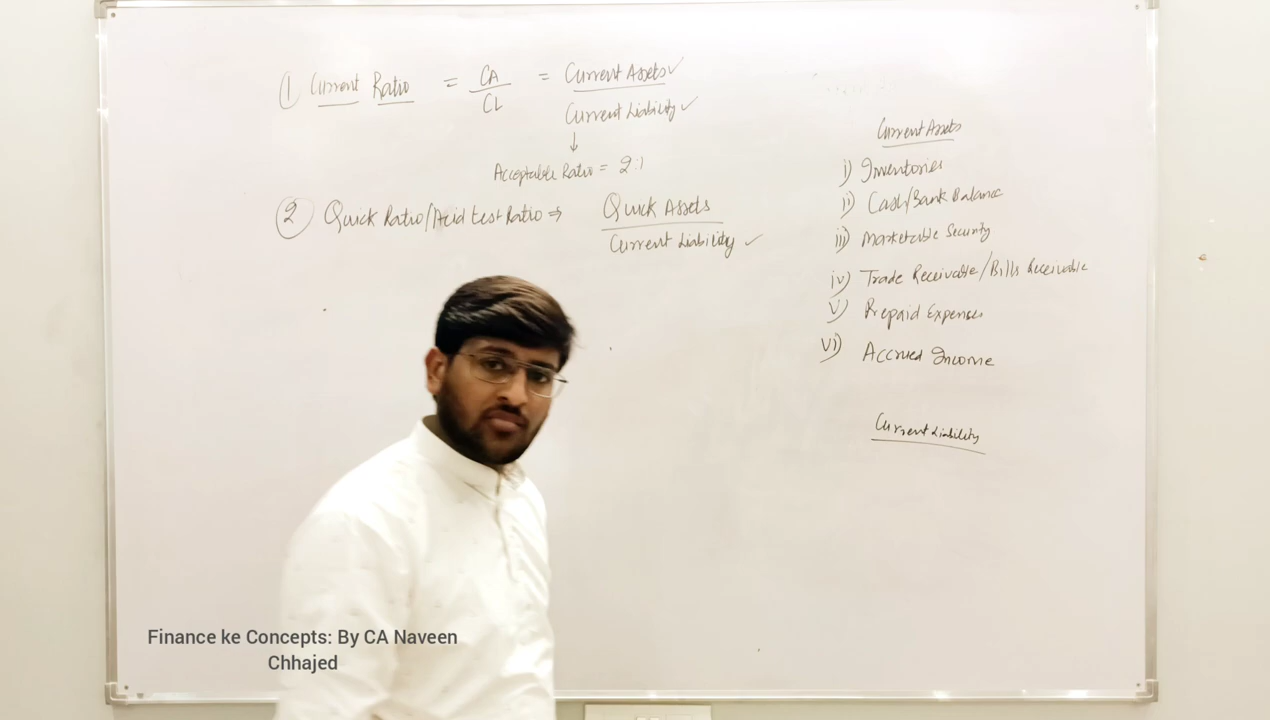 1 Current Ratio = CA / CL = Current Assets ✓ / Current Liability ✓
↓
Acceptable Ratio = 2:1
2 Quick Ratio/Acid test Ratio ⇒ Quick Assets / Current Liability ✓
Current Assets
i) Inventories
ii) Cash/Bank Balance
iii) Marketable Security
iv) Trade Receivable/Bills Receivable
v) Prepaid Expenses
vi) Accrued Income
Current Liability
Finance ke Concepts: By CA Naveen
Chhajed